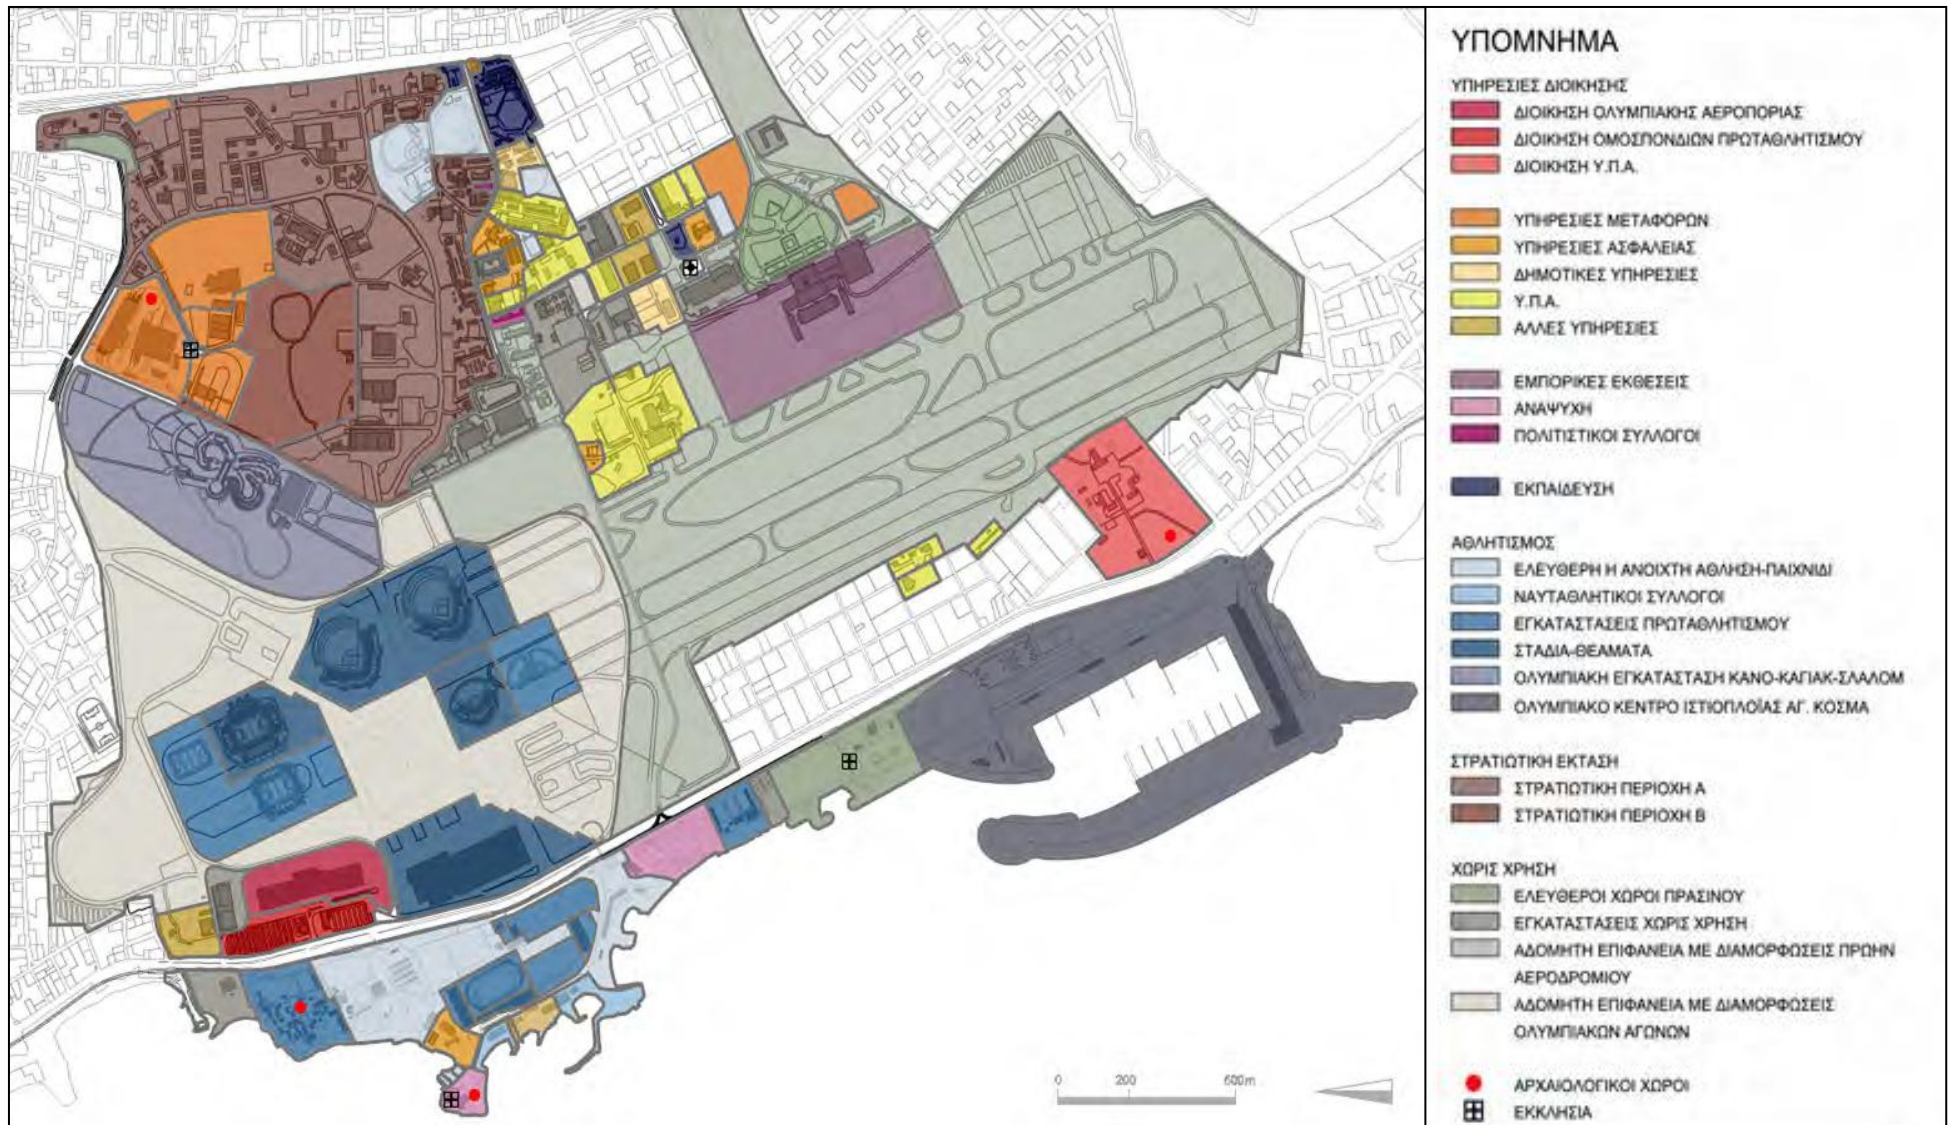 ΥΠΟΜΝΗΜΑ
ΥΠΗΡΕΣΙΕΣ ΔΙΟΙΚΗΣΗΣ
ΔΙΟΙΚΗΣΗ ΟΛΥΜΠΙΑΚΗΣ ΑΕΡΟΠΟΡΙΑΣ
ΔΙΟΙΚΗΣΗ ΟΜΟΣΠΟΝΔΙΩΝ ΠΡΩΤΑΘΛΗΤΙΣΜΟΥ
ΔΙΟΙΚΗΣΗ Υ.Π.Α.
ΥΠΗΡΕΣΙΕΣ ΜΕΤΑΦΟΡΩΝ
ΥΠΗΡΕΣΙΕΣ ΑΣΦΑΛΕΙΑΣ
ΔΗΜΟΤΙΚΕΣ ΥΠΗΡΕΣΙΕΣ
Υ.Π.Α.
ΑΛΛΕΣ ΥΠΗΡΕΣΙΕΣ
ΕΜΠΟΡΙΚΕΣ ΕΚΘΕΣΕΙΣ
ΑΝΑΨΥΧΗ
ΠΟΛΙΤΙΣΤΙΚΟΙ ΣΥΛΛΟΓΟΙ
ΕΚΠΑΙΔΕΥΣΗ
ΑΘΛΗΤΙΣΜΟΣ
ΕΛΕΥΘΕΡΗ Η ΑΝΟΙΧΤΗ ΑΘΛΗΣΗ-ΠΑΙΧΝΙΔΙ
ΝΑΥΤΑΘΛΗΤΙΚΟΙ ΣΥΛΛΟΓΟΙ
ΕΓΚΑΤΑΣΤΑΣΕΙΣ ΠΡΩΤΑΘΛΗΤΙΣΜΟΥ
ΣΤΑΔΙΑ-ΘΕΑΜΑΤΑ
ΟΛΥΜΠΙΑΚΗ ΕΓΚΑΤΑΣΤΑΣΗ ΚΑΝΟ-ΚΑΓΙΑΚ-ΣΛΑΛΟΜ
ΟΛΥΜΠΙΑΚΟ ΚΕΝΤΡΟ ΙΣΤΙΟΠΛΟΪΑΣ ΑΓ. ΚΟΣΜΑ
ΣΤΡΑΤΙΩΤΙΚΗ ΕΚΤΑΣΗ
ΣΤΡΑΤΙΩΤΙΚΗ ΠΕΡΙΟΧΗ Α
ΣΤΡΑΤΙΩΤΙΚΗ ΠΕΡΙΟΧΗ Β
ΧΩΡΙΣ ΧΡΗΣΗ
ΕΛΕΥΘΕΡΟΙ ΧΩΡΟΙ ΠΡΑΣΙΝΟΥ
ΕΓΚΑΤΑΣΤΑΣΕΙΣ ΧΩΡΙΣ ΧΡΗΣΗ
ΑΔΟΜΗΤΗ ΕΠΙΦΑΝΕΙΑ ΜΕ ΔΙΑΜΟΡΦΩΣΕΙΣ ΠΡΩΗΝ
ΑΕΡΟΔΡΟΜΙΟΥ
ΑΔΟΜΗΤΗ ΕΠΙΦΑΝΕΙΑ ΜΕ ΔΙΑΜΟΡΦΩΣΕΙΣ
ΟΛΥΜΠΙΑΚΩΝ ΑΓΩΝΩΝ
ΑΡΧΑΙΟΛΟΓΙΚΟΙ ΧΩΡΟΙ
ΕΚΚΛΗΣΙΑ
0 200 600m